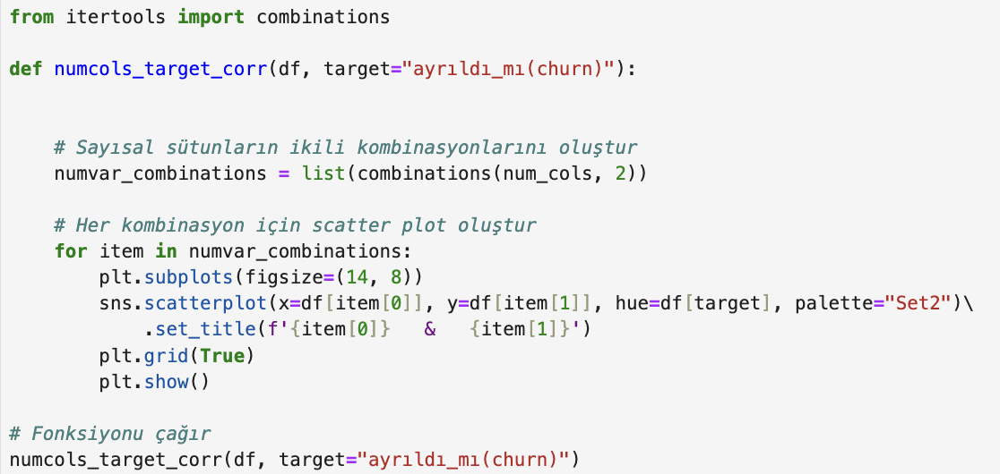 from itertools import combinations
def numcols_target_corr(df, target="ayrıldı_mı(churn)"):
    # Sayısal sütunların ikili kombinasyonlarını oluştur
    numvar_combinations = list(combinations(num_cols, 2))
    # Her kombinasyon için scatter plot oluştur
    for item in numvar_combinations:
        plt.subplots(figsize=(14, 8))
        sns.scatterplot(x=df[item[0]], y=df[item[1]], hue=df[target], palette="Set2")\
            .set_title(f'{item[0]}   &   {item[1]}')
        plt.grid(True)
        plt.show()
# Fonksiyonu çağır
numcols_target_corr(df, target="ayrıldı_mı(churn)")